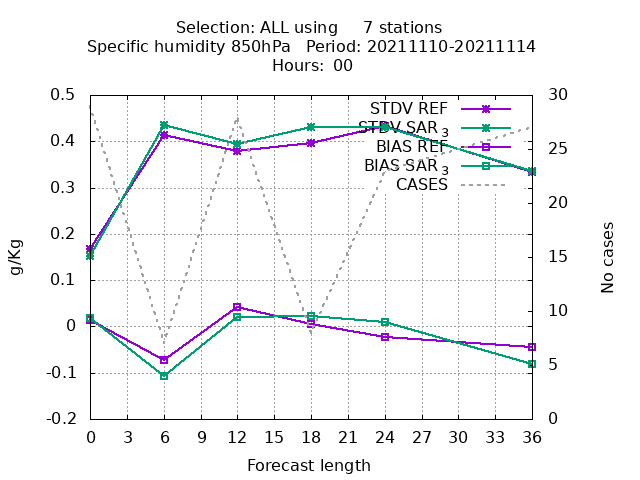 Selection: ALL using 7 stations
Specific humidity 850hPa Period: 20211110-20211114
Hours: 00
STDV REF
STDV SAR 3
BIAS REF
BIAS SAR 3
CASES
0.5
0.4
0.3
0.2
0.1
0
-0.1
-0.2
g/Kg
30
25
20
15
10
5
0
No cases
0 3 6 9 12 15 18 21 24 27 30 33 36
Forecast length